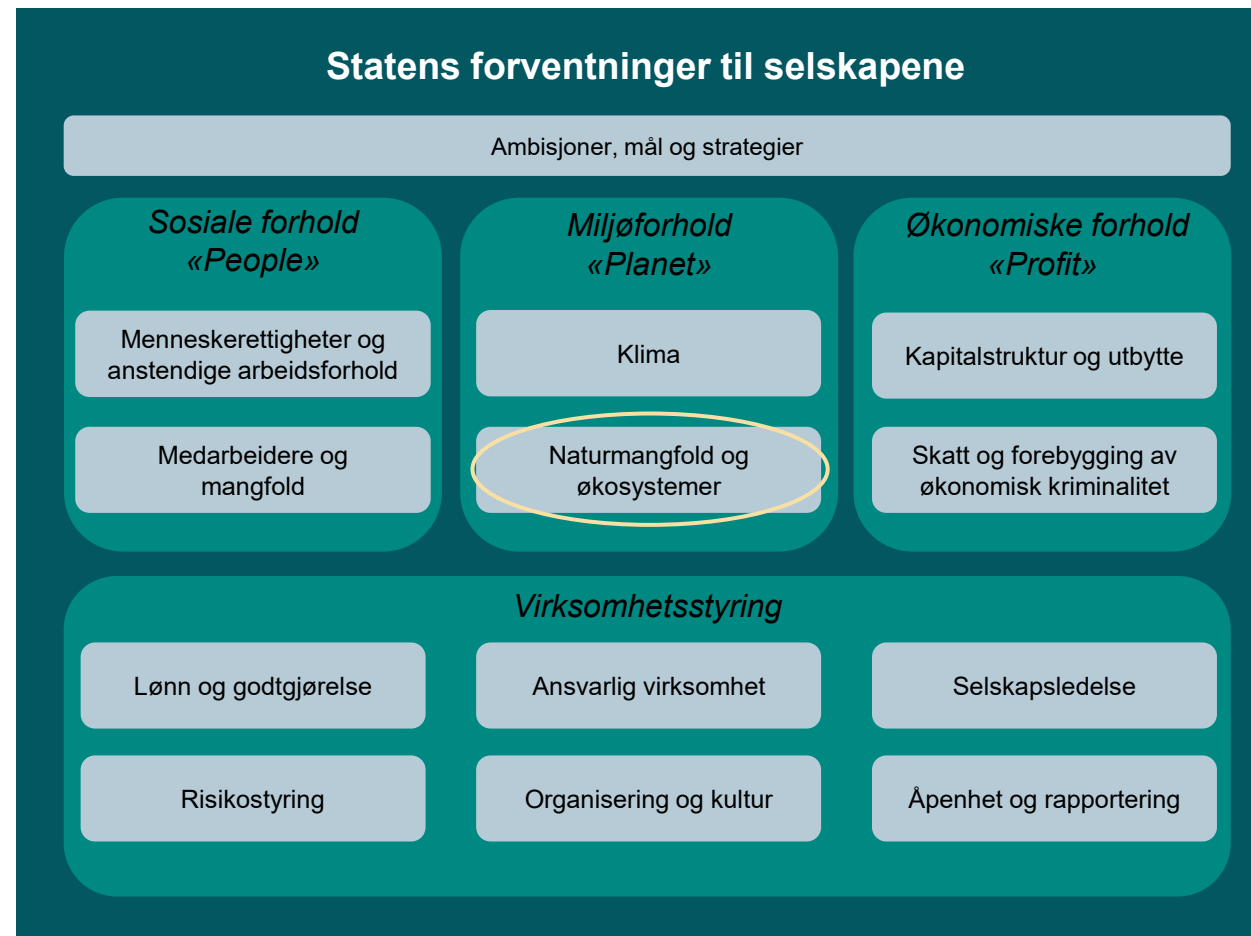 Statens forventninger til selskapene
Ambisjoner, mål og strategier
Sosiale forhold
«People»
Menneskerettigheter og
anstendige arbeidsforhold
Medarbeidere og
mangfold
Miljøforhold
«Planet»
Klima
Naturmangfold og
økosystemer
Økonomiske forhold
«Profit»
Kapitalstruktur og utbytte
Skatt og forebygging av
økonomisk kriminalitet
Virksomhetsstyring
Lønn og godtgjørelse
Ansvarlig virksomhet
Selskapsledelse
Risikostyring
Organisering og kultur
Åpenhet og rapportering